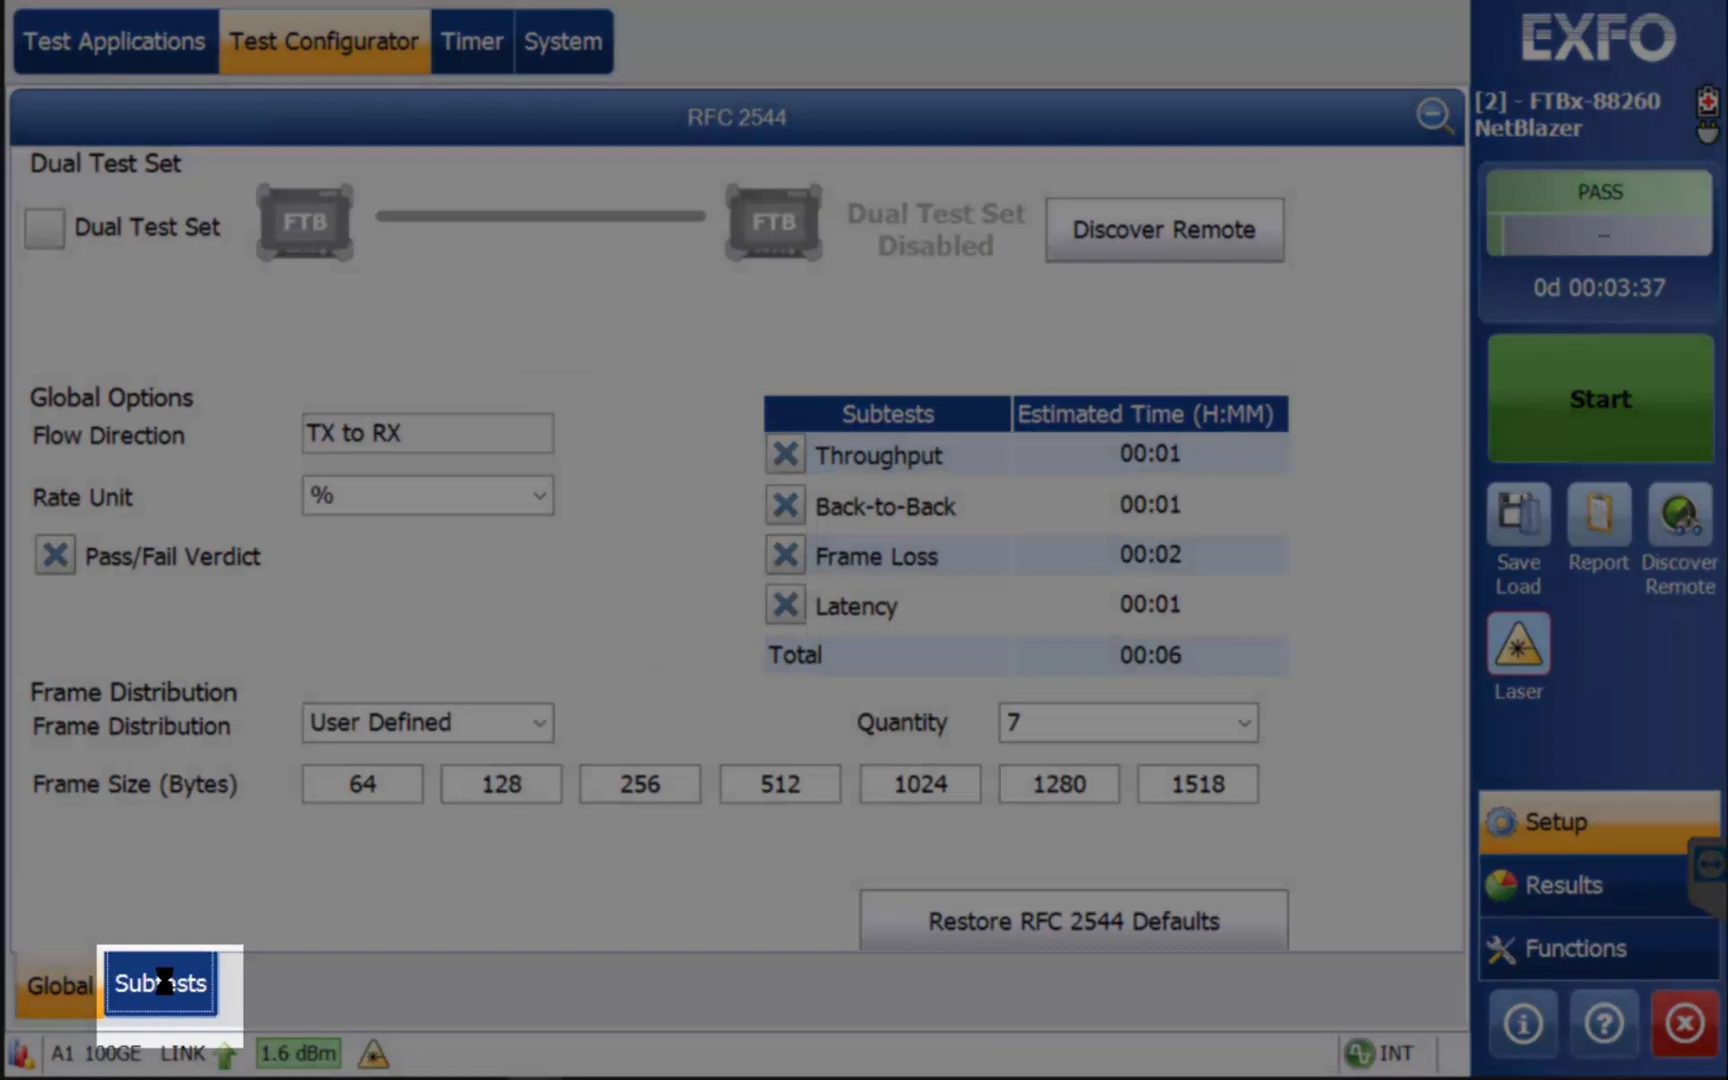 Test Applications
Test Configurator
Timer
System
EXFO
[2] - FTBx-88260
NetBlazer
RFC 2544
Dual Test Set
Dual Test Set
FTB
FTB
Dual Test Set
Disabled
Discover Remote
PASS
--
0d 00:03:37
Start
Global Options
Flow Direction
TX to RX
Rate Unit
%
Pass/Fail Verdict
Subtests
Estimated Time (H:MM)
Throughput
00:01
Back-to-Back
00:01
Frame Loss
00:02
Latency
00:01
Total
00:06
Save
Load
Report
Discover
Remote
Laser
Frame Distribution
Frame Distribution
User Defined
Quantity
7
Frame Size (Bytes)
64
128
256
512
1024
1280
1518
Restore RFC 2544 Defaults
Setup
Results
Functions
Global
Subtests
A1 100GE LINK
1.6 dBm
INT